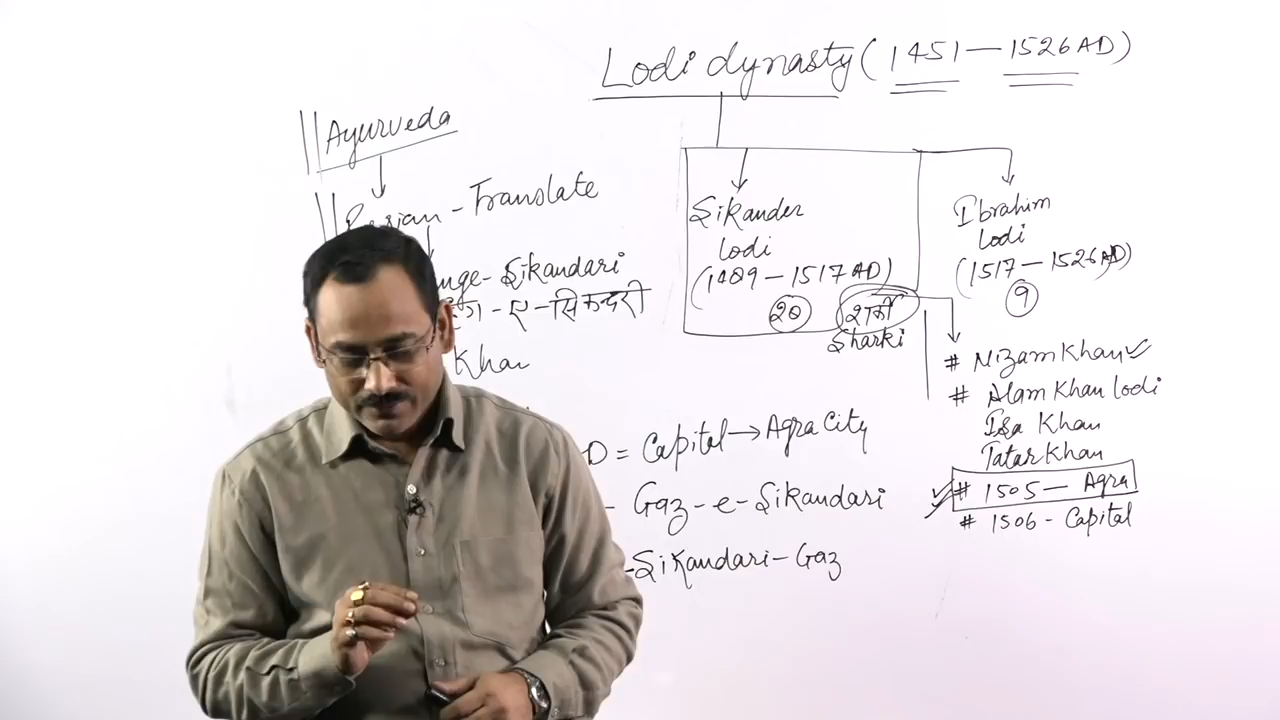 Lodi dynasty (1451 — 1526 AD)
Ayurveda
Persian - Translate
Sikandari
ए - सिकन्दरी
Khan
Sikander
lodi
(1489 — 1517 AD)
20
शर्की
Sharki
Ibrahim
Lodi
(1517 — 1526 AD)
9
# Nizam Khan ✓
# Alam Khan Lodi
Isa Khan
Tatar Khan
# 1505 — Agra
# 1506 - Capital
D = Capital → Agra City
- Gaz - e - Sikandari
- Sikandari - Gaz